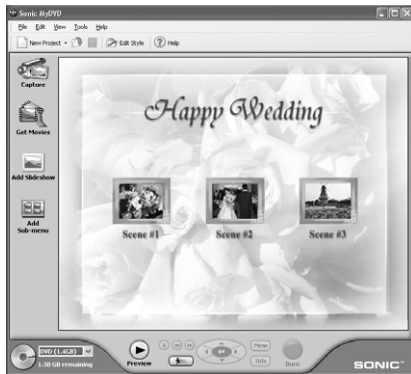 Sonic MyDVD
File Edit View Tools Help
New Project Edit Style Help
Capture
Get Movies
Add Slideshow
Add
Sub-menu
Happy Wedding
Scene #1 Scene #2 Scene #3
DVD (1.4GB)
1.30 GB remaining
Preview
Menu
Title
Burn
SONIC